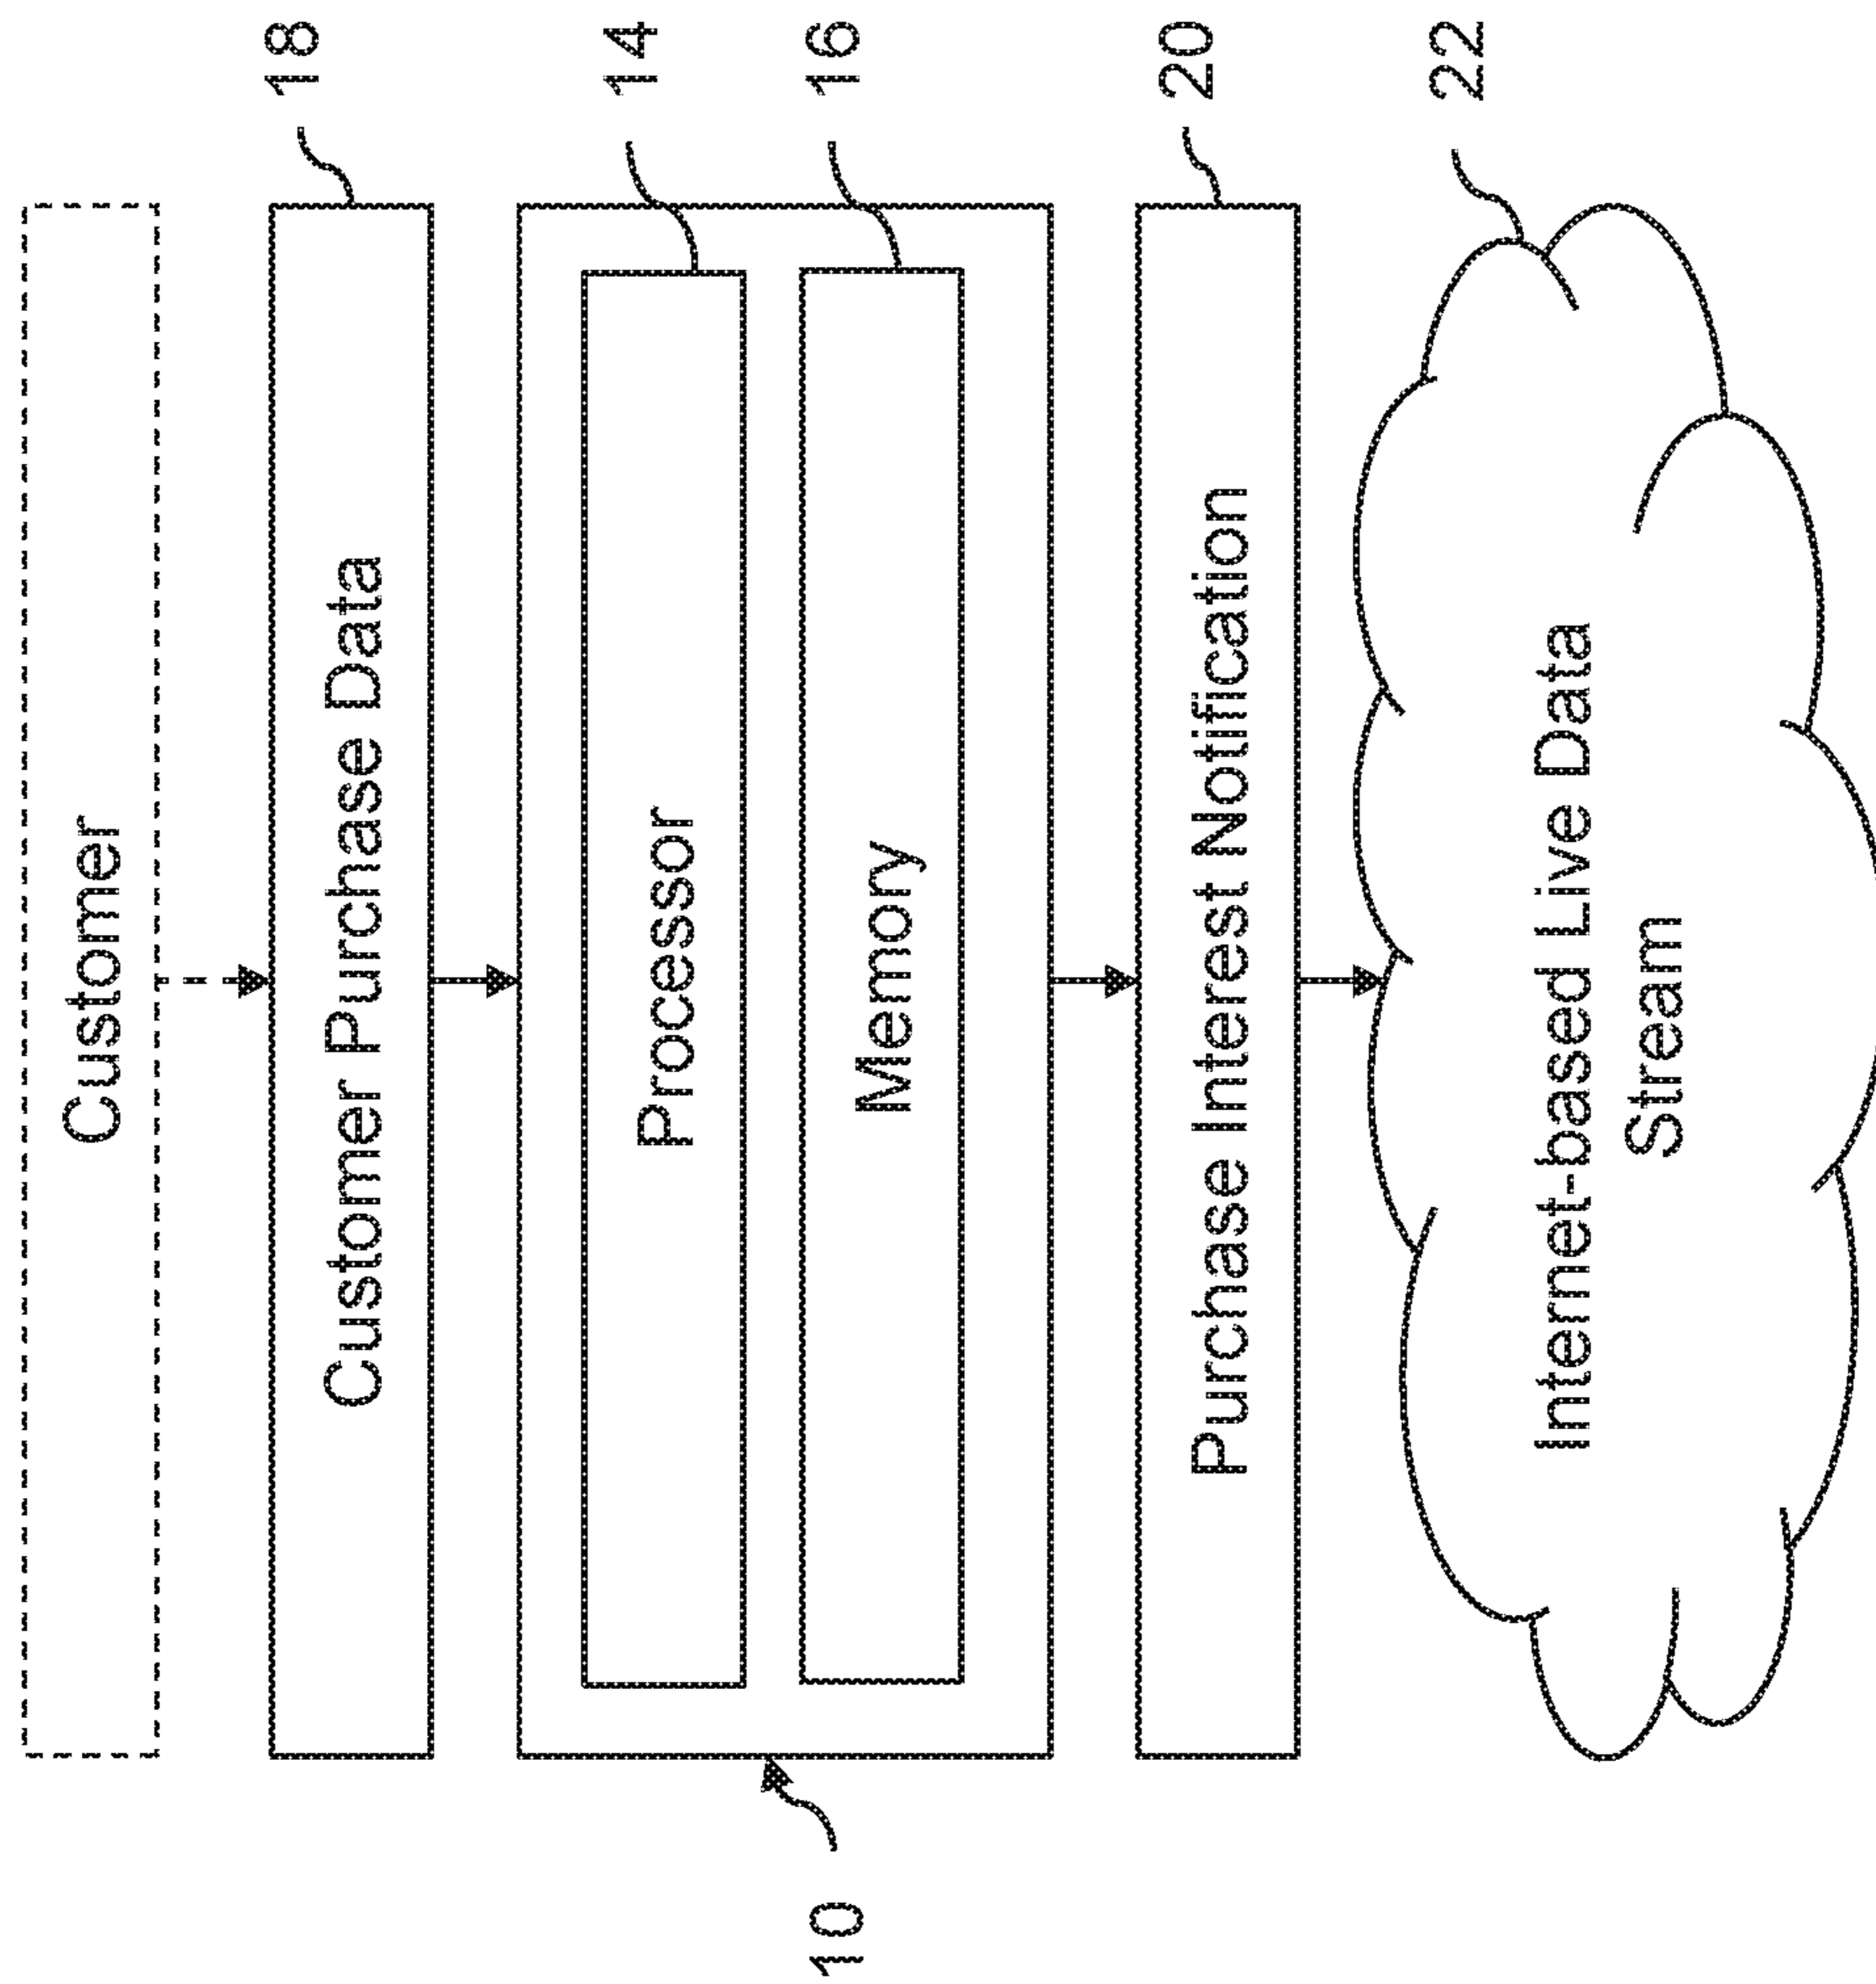 Customer
18
Customer Purchase Data
14
Processor
16
Memory
10
20
Purchase Interest Notification
22
Internet-based Live Data
Stream